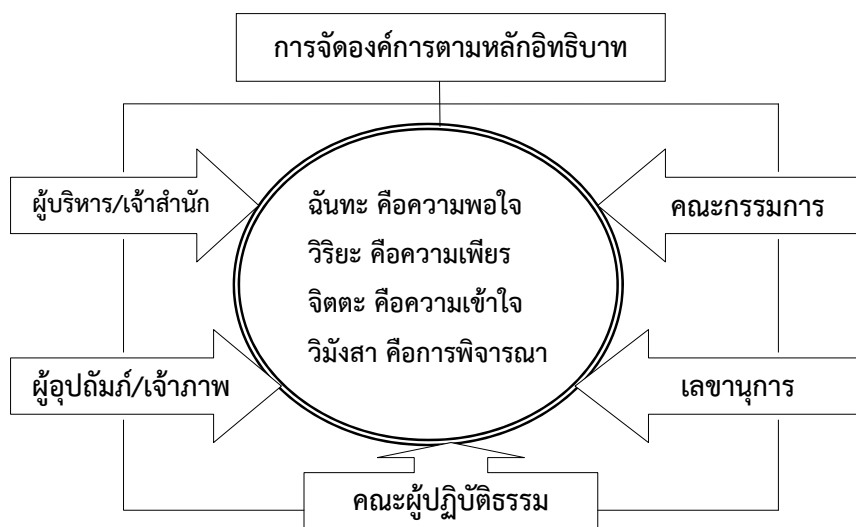 การจัดองค์การตามหลักอิทธิบาท
ผู้บริหาร/เจ้าสำนัก
คณะกรรมการ
ฉันทะ คือความพอใจ
วิริยะ คือความเพียร
จิตตะ คือความเข้าใจ
วิมังสา คือการพิจารณา
ผู้อุปถัมภ์/เจ้าภาพ
เลขานุการ
คณะผู้ปฏิบัติธรรม